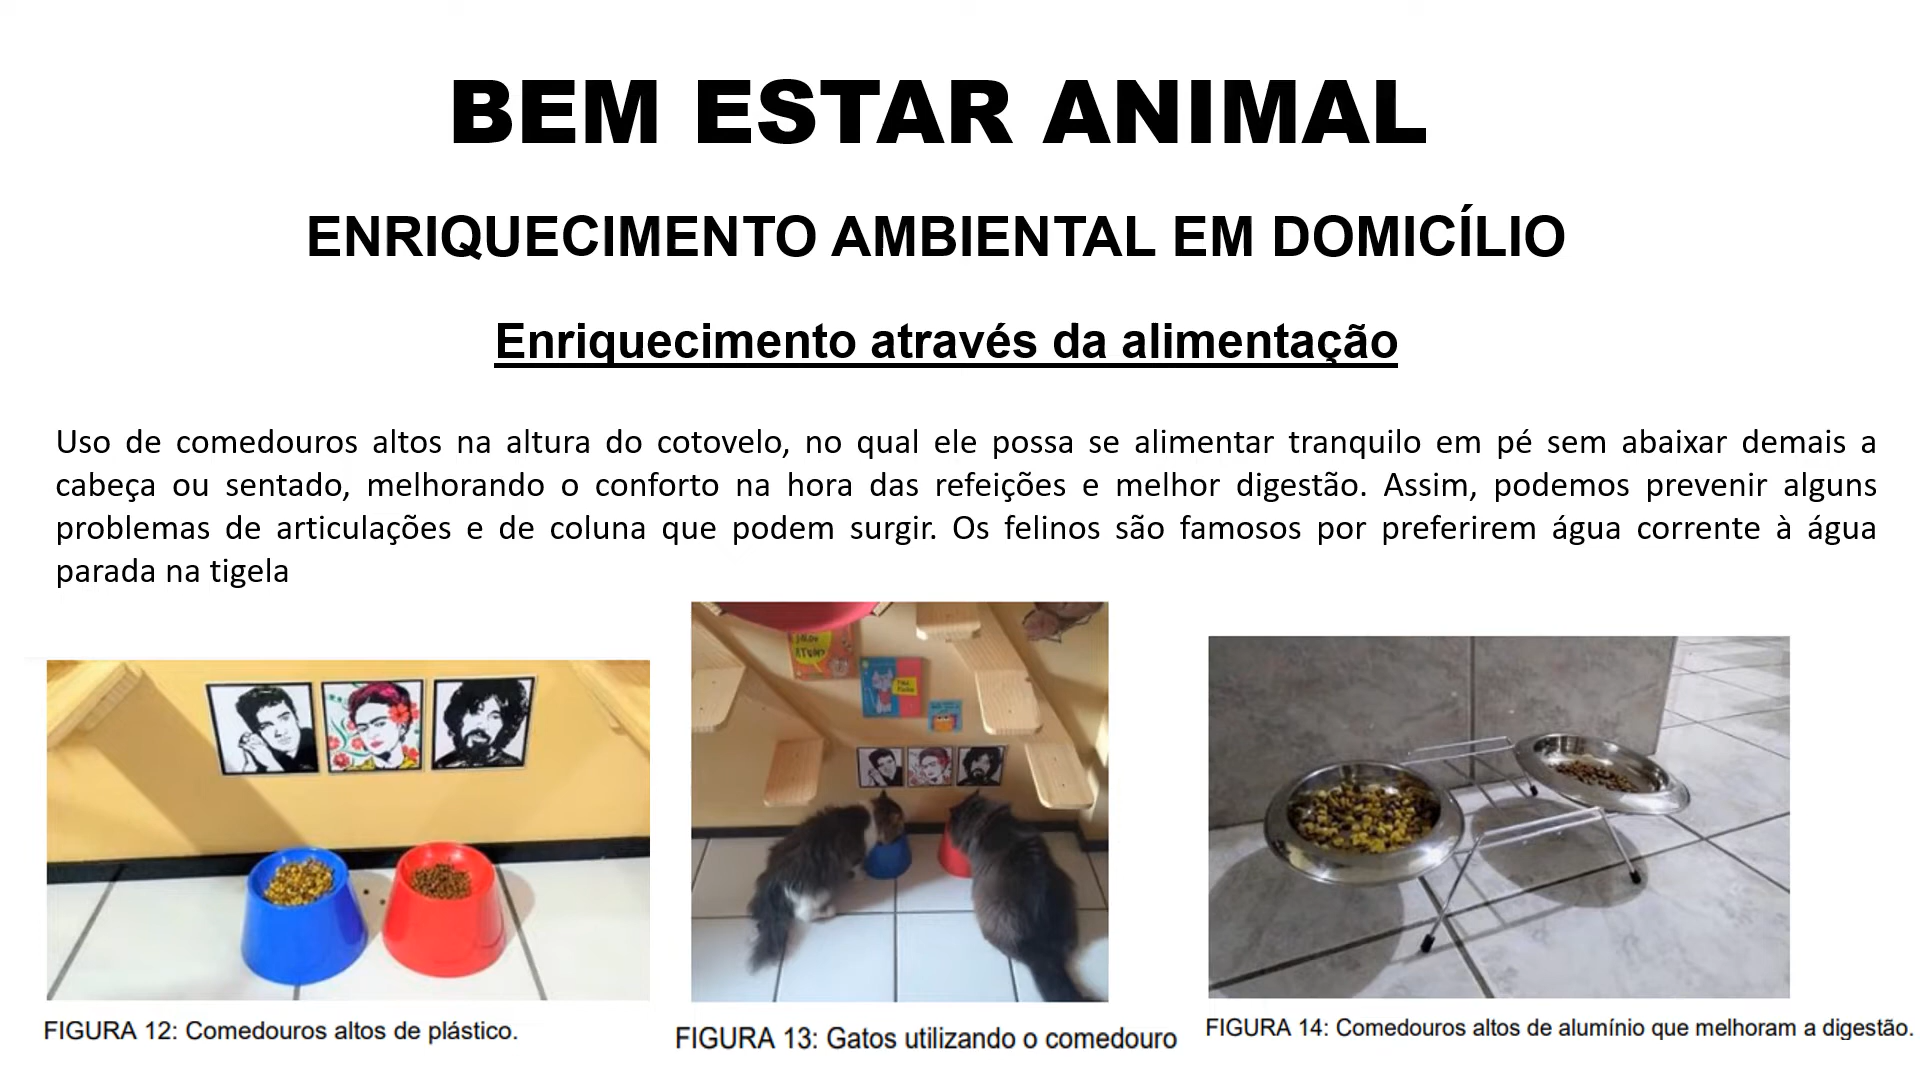 BEM ESTAR ANIMAL
ENRIQUECIMENTO AMBIENTAL EM DOMICÍLIO
Enriquecimento através da alimentação
Uso de comedouros altos na altura do cotovelo, no qual ele possa se alimentar tranquilo em pé sem abaixar demais a
cabeça ou sentado, melhorando o conforto na hora das refeições e melhor digestão. Assim, podemos prevenir alguns
problemas de articulações e de coluna que podem surgir. Os felinos são famosos por preferirem água corrente à água
parada na tigela
FIGURA 12: Comedouros altos de plástico.
FIGURA 13: Gatos utilizando o comedouro
FIGURA 14: Comedouros altos de alumínio que melhoram a digestão.